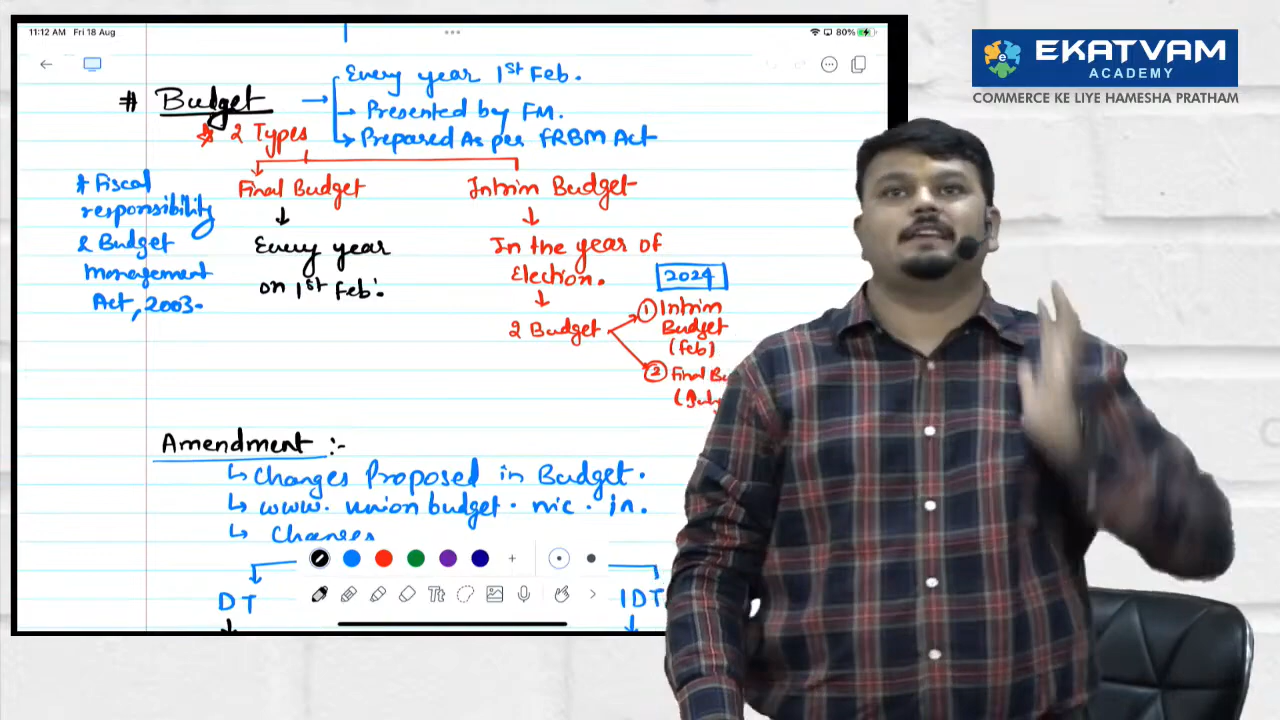 11:12 AM Fri 18 Aug
80%
EKATVAM
ACADEMY
COMMERCE KE LIYE HAMESHA PRATHAM
# Budget → Every year 1st Feb.
→ Presented by FM.
→ Prepared As per FRBM Act
* 2 Types
* Fiscal
responsibility
& Budget
Management
Act, 2003.
Final Budget
↓
Every year
on 1st Feb.
Intrim Budget
↓
In the year of
Election.
↓
2 Budget
2024
① Intrim
Budget
(Feb)
② Final
Amendment :-
↳ Changes Proposed in Budget.
↳ www. union budget. nic. in.
↳ Changes
DT
IDT